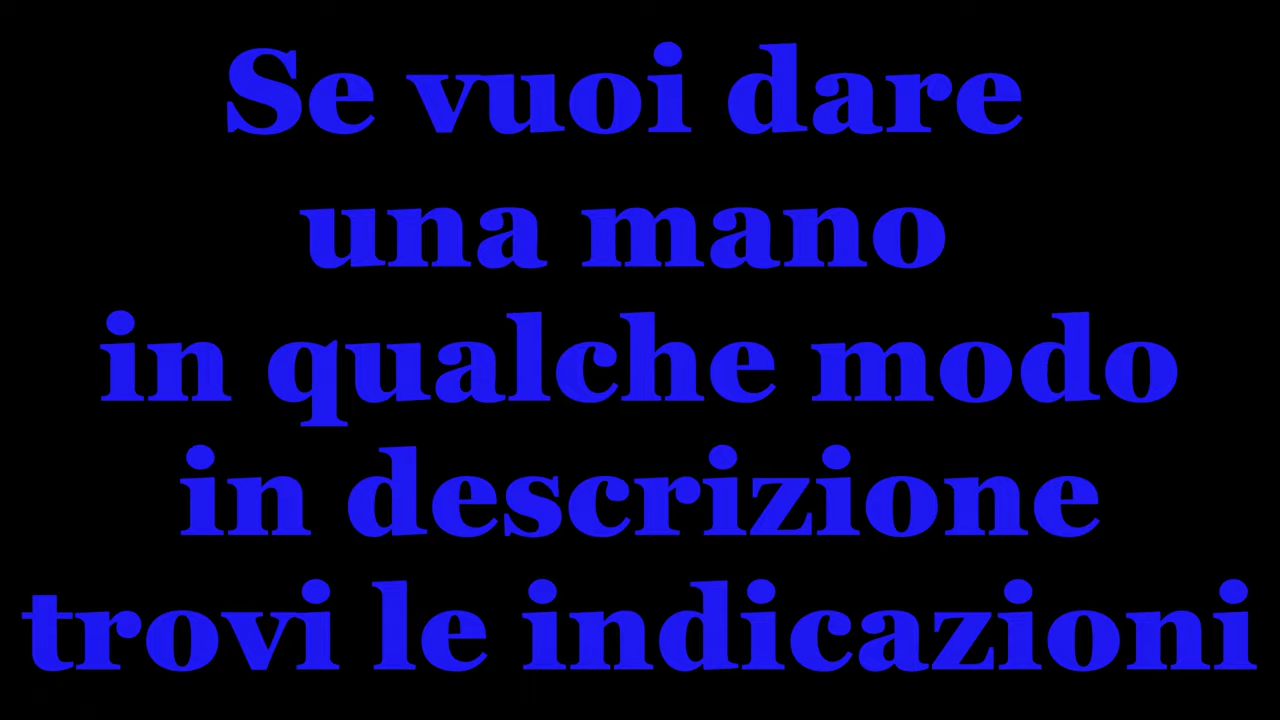 Se vuoi dare
una mano
in qualche modo
in descrizione
trovi le indicazioni